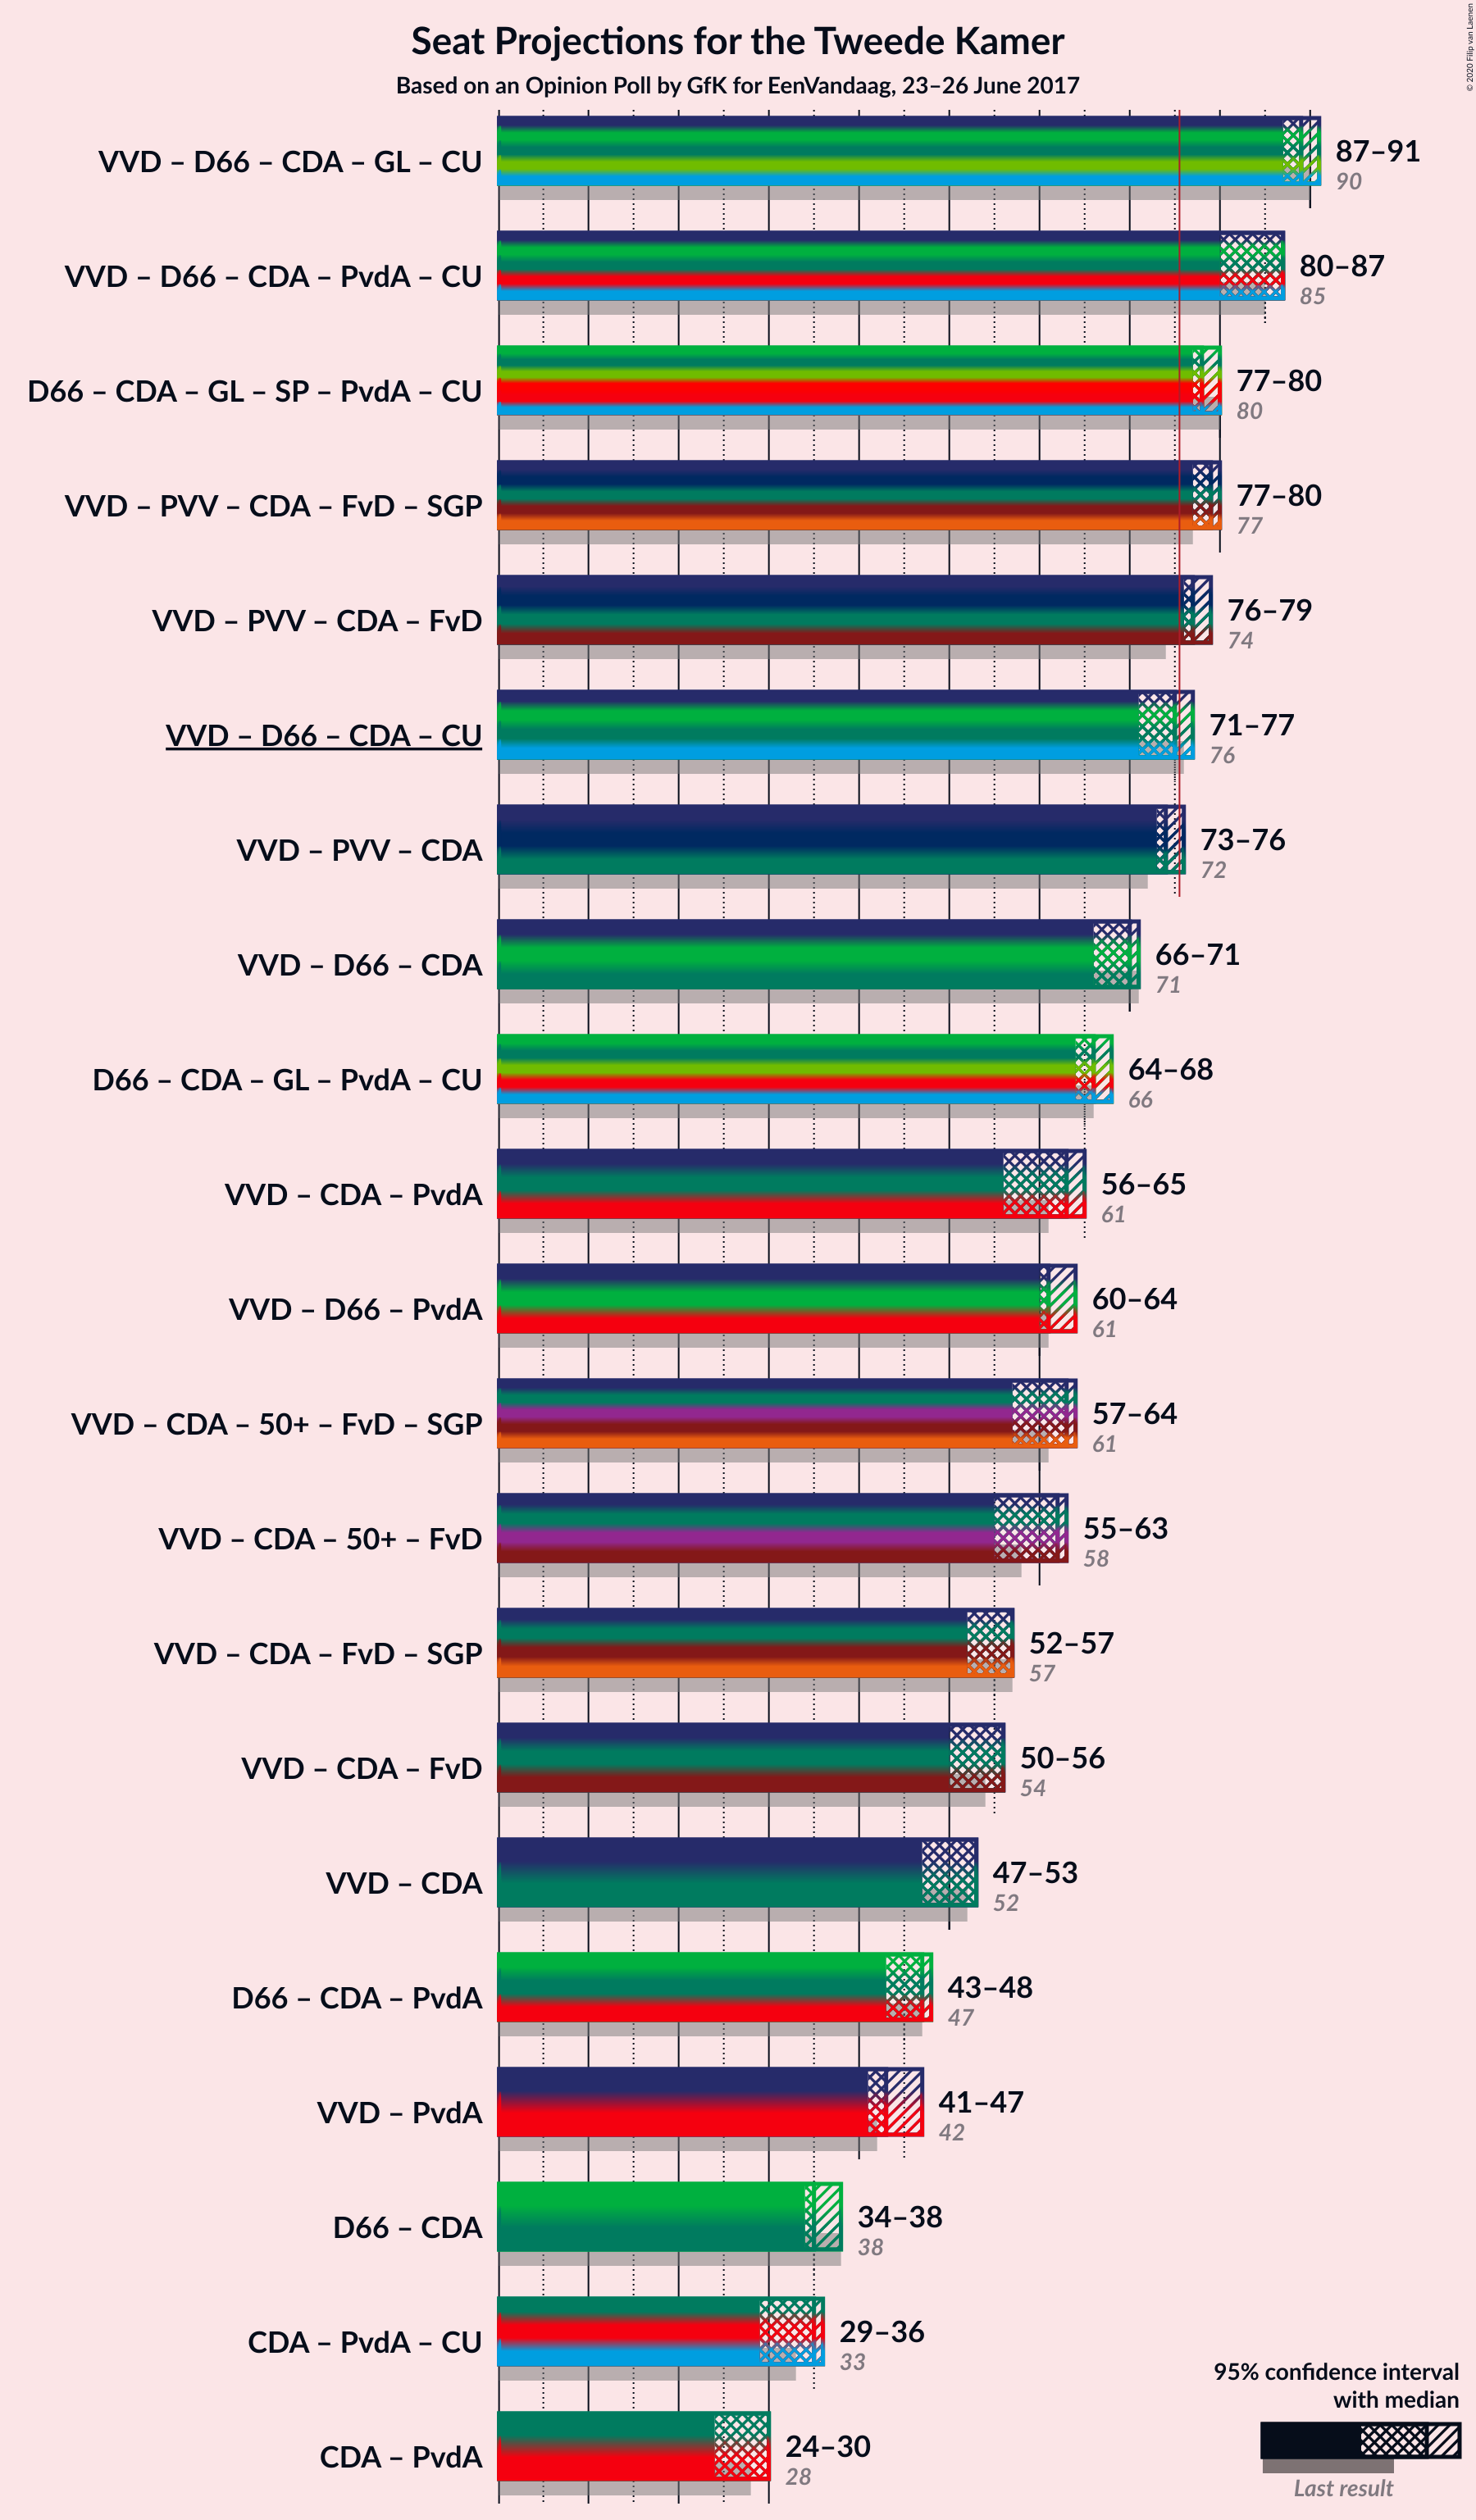 Seat Projections for the Tweede Kamer
Based on an Opinion Poll by GfK for EenVandaag, 23–26 June 2017
© 2020 Filip van Laenen
VVD – D66 – CDA – GL – CU
87–91
90
VVD – D66 – CDA – PvdA – CU
80–87
85
D66 – CDA – GL – SP – PvdA – CU
77–80
80
VVD – PVV – CDA – FvD – SGP
77–80
77
VVD – PVV – CDA – FvD
76–79
74
VVD – D66 – CDA – CU
71–77
76
VVD – PVV – CDA
73–76
72
VVD – D66 – CDA
66–71
71
D66 – CDA – GL – PvdA – CU
64–68
66
VVD – CDA – PvdA
56–65
61
VVD – D66 – PvdA
60–64
61
VVD – CDA – 50+ – FvD – SGP
57–64
61
VVD – CDA – 50+ – FvD
55–63
58
VVD – CDA – FvD – SGP
52–57
57
VVD – CDA – FvD
50–56
54
VVD – CDA
47–53
52
D66 – CDA – PvdA
43–48
47
VVD – PvdA
41–47
42
D66 – CDA
34–38
38
CDA – PvdA – CU
29–36
33
CDA – PvdA
24–30
28
95% confidence interval
with median
Last result